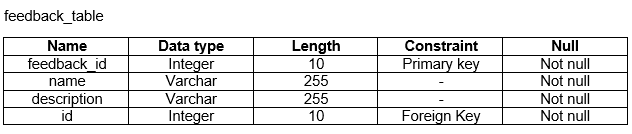 feedback_table
Name Data type Length Constraint Null
feedback_id Integer 10 Primary key Not null
name Varchar 255 - Not null
description Varchar 255 - Not null
id Integer 10 Foreign Key Not null